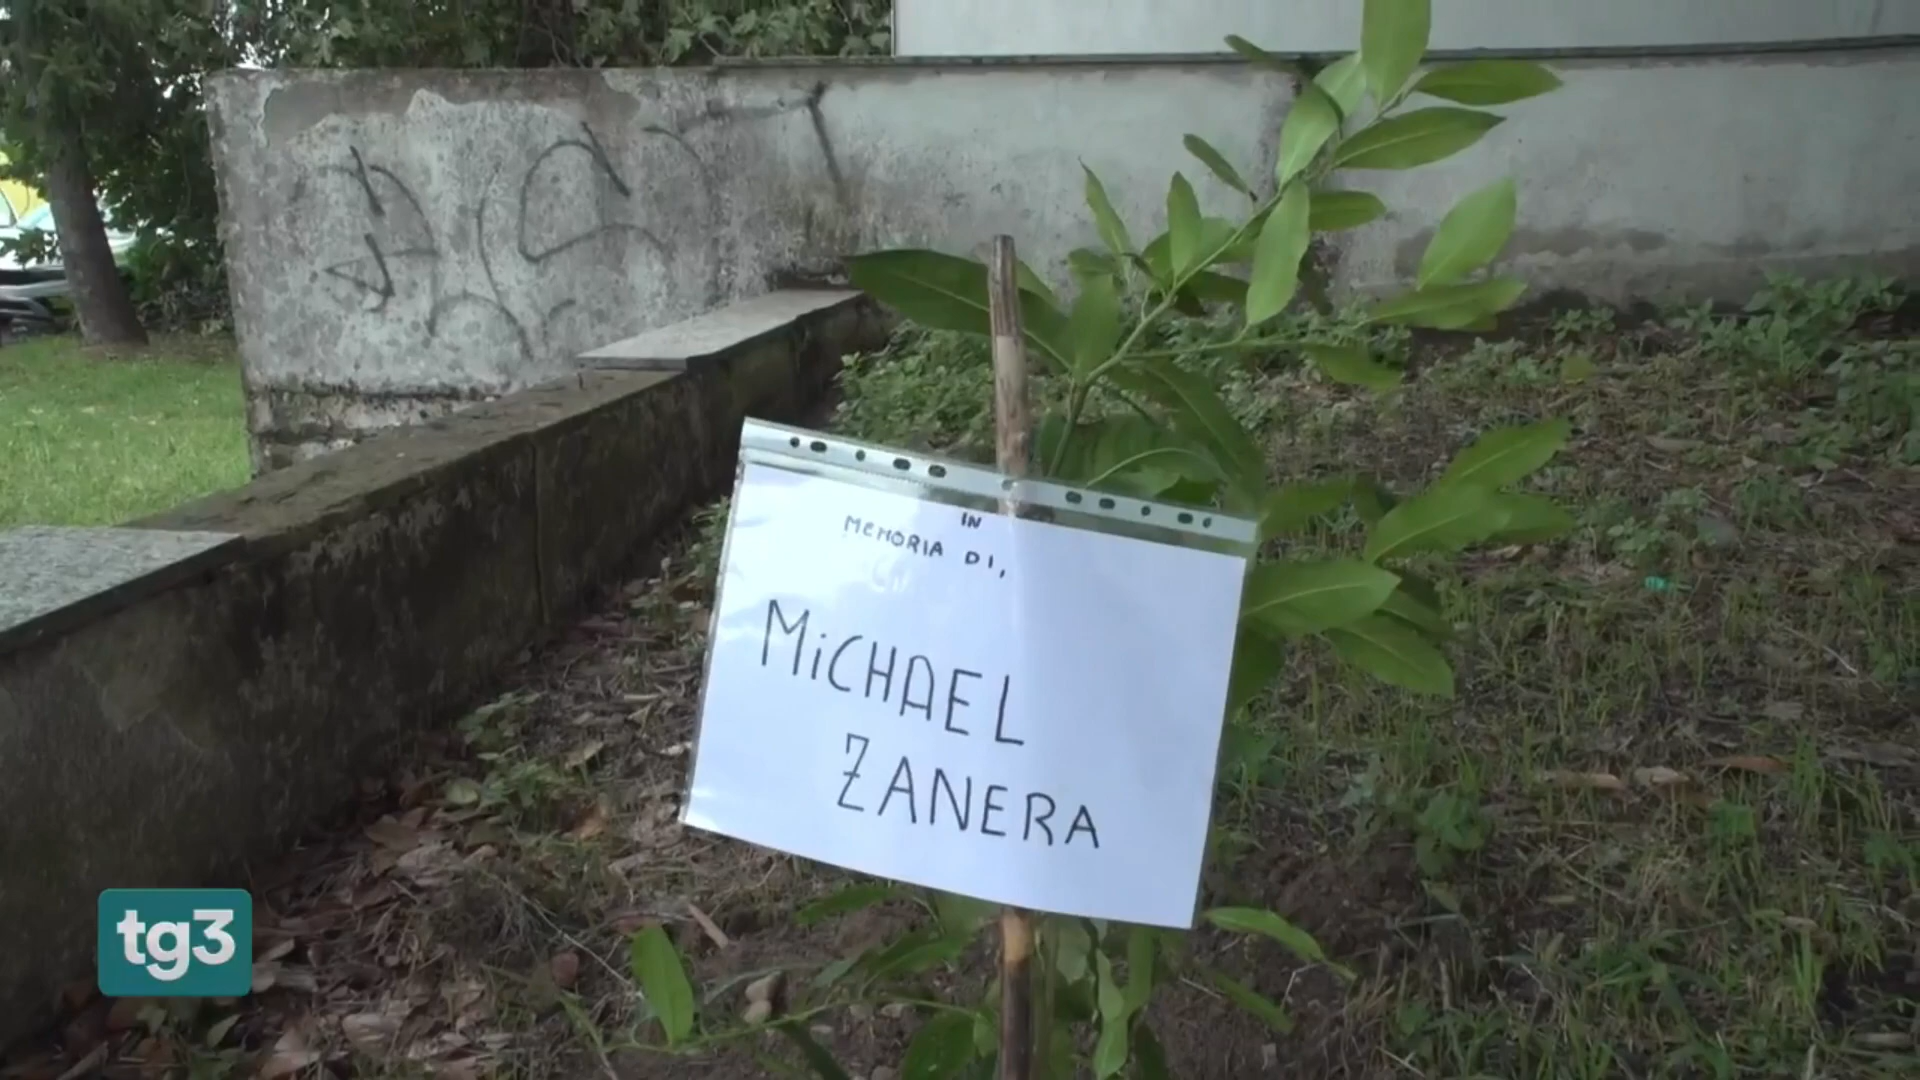 IN
MEMORIA DI,
MiCHAEL
ZANERA
tg3